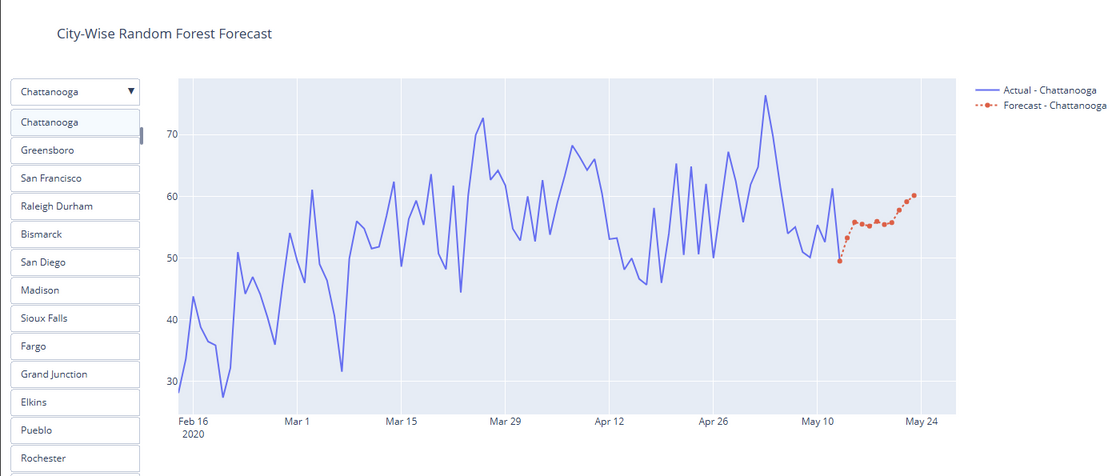 City-Wise Random Forest Forecast
Chattanooga ▼
Chattanooga
Greensboro
San Francisco
Raleigh Durham
Bismarck
San Diego
Madison
Sioux Falls
Fargo
Grand Junction
Elkins
Pueblo
Rochester
70
60
50
40
30
Feb 16
2020
Mar 1
Mar 15
Mar 29
Apr 12
Apr 26
May 10
May 24
Actual - Chattanooga
Forecast - Chattanooga